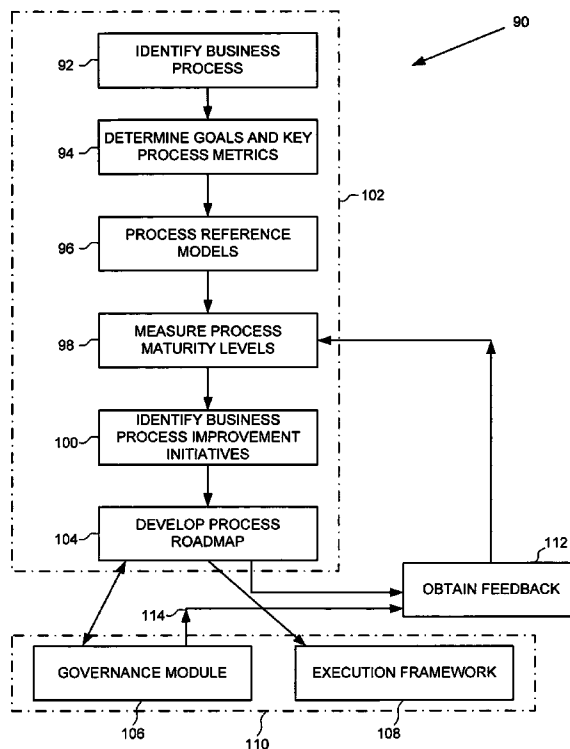 90
92
IDENTIFY BUSINESS
PROCESS
94
DETERMINE GOALS AND KEY
PROCESS METRICS
102
96
PROCESS REFERENCE
MODELS
98
MEASURE PROCESS
MATURITY LEVELS
100
IDENTIFY BUSINESS
PROCESS IMPROVEMENT
INITIATIVES
104
DEVELOP PROCESS
ROADMAP
112
OBTAIN FEEDBACK
114
GOVERNANCE MODULE
EXECUTION FRAMEWORK
106
108
110